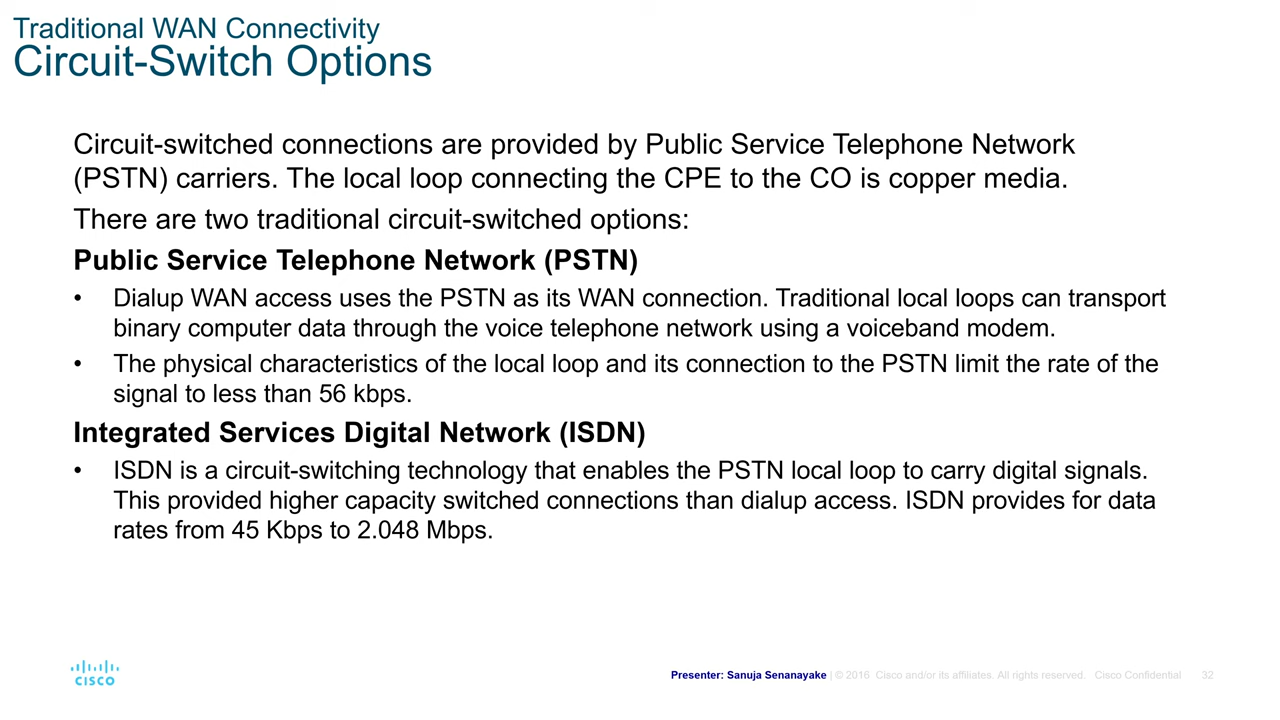 Traditional WAN Connectivity
Circuit-Switch Options
Circuit-switched connections are provided by Public Service Telephone Network
(PSTN) carriers. The local loop connecting the CPE to the CO is copper media.
There are two traditional circuit-switched options:
Public Service Telephone Network (PSTN)
• Dialup WAN access uses the PSTN as its WAN connection. Traditional local loops can transport
binary computer data through the voice telephone network using a voiceband modem.
• The physical characteristics of the local loop and its connection to the PSTN limit the rate of the
signal to less than 56 kbps.
Integrated Services Digital Network (ISDN)
• ISDN is a circuit-switching technology that enables the PSTN local loop to carry digital signals.
This provided higher capacity switched connections than dialup access. ISDN provides for data
rates from 45 Kbps to 2.048 Mbps.
CISCO
Presenter: Sanuja Senanayake | © 2016 Cisco and/or its affiliates. All rights reserved. Cisco Confidential 32